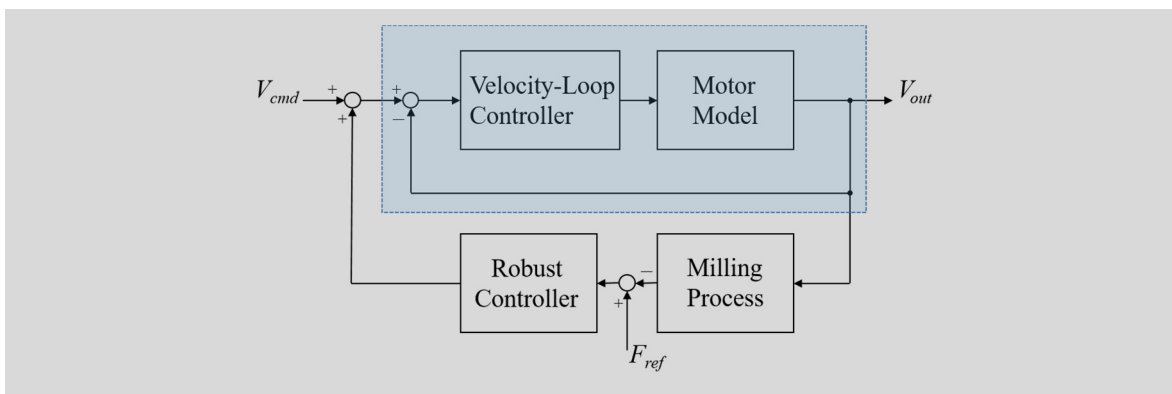 V_cmd
+
+
+
−
Velocity-Loop
Controller
Motor
Model
V_out
Robust
Controller
−
+
Milling
Process
F_ref